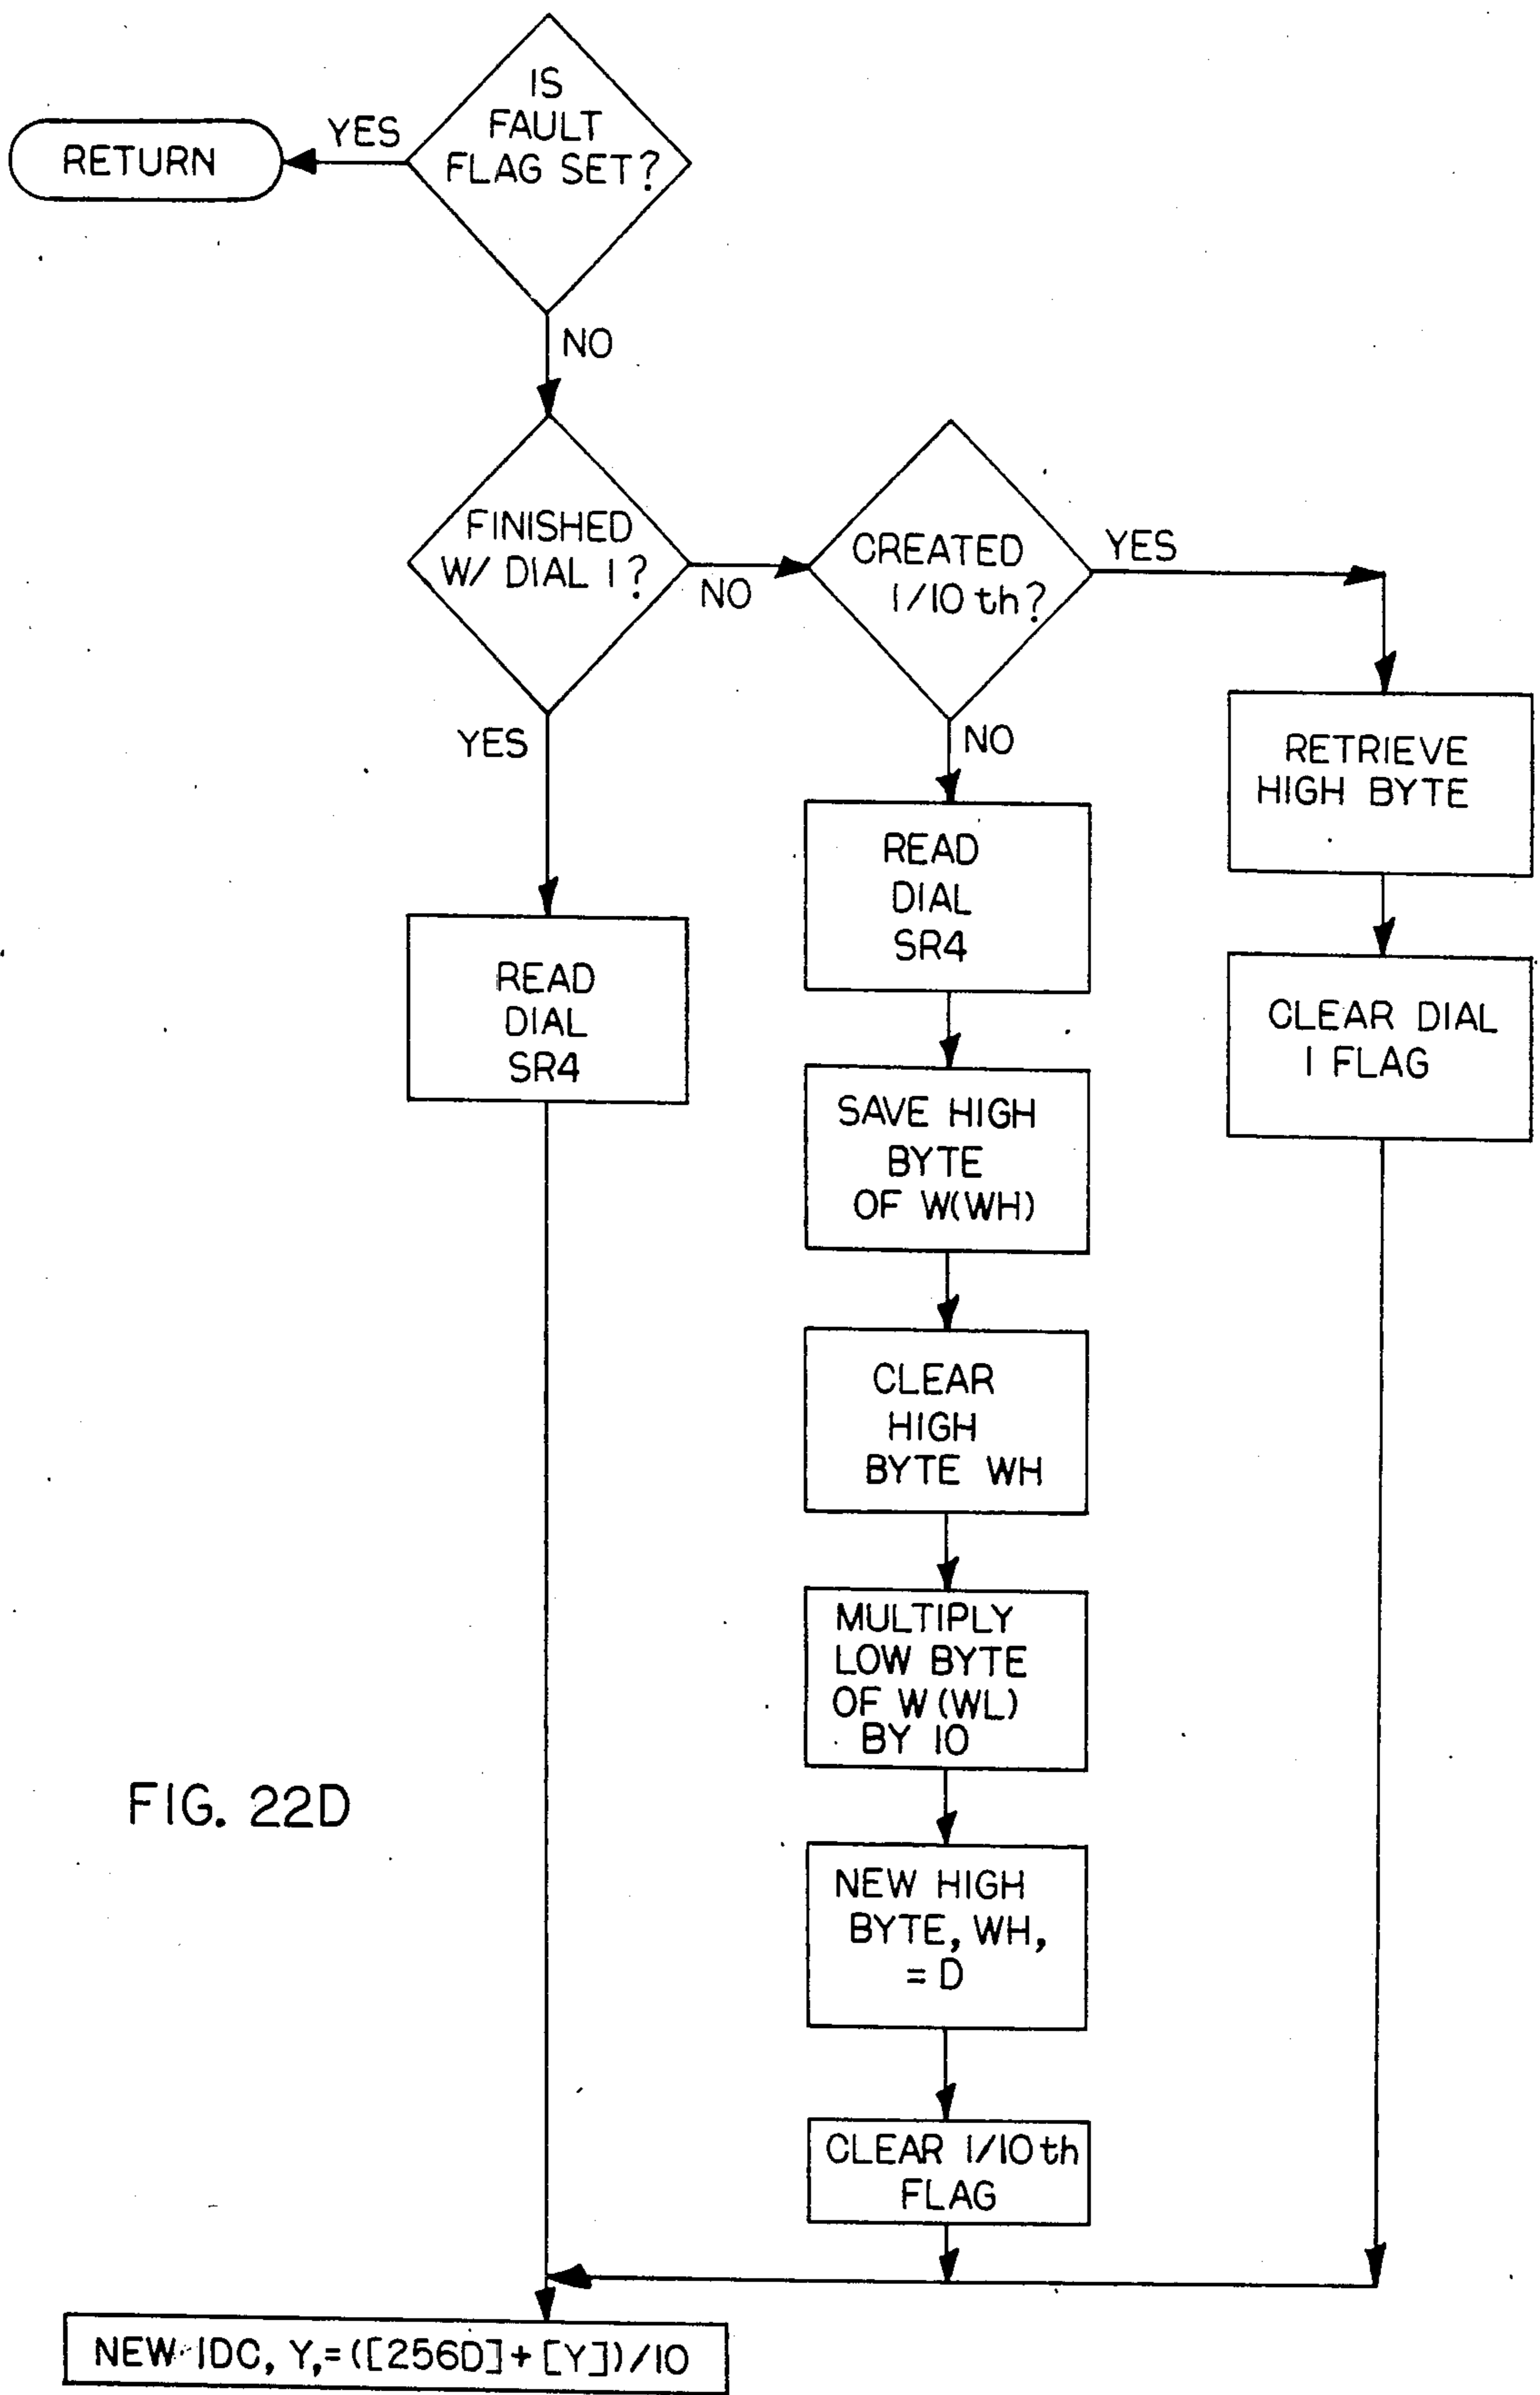 IS
FAULT
FLAG SET?
YES
RETURN
NO
FINISHED
W/ DIAL 1?
NO
CREATED
1/10 th?
YES
YES
NO
RETRIEVE
HIGH BYTE
READ
DIAL
SR4
READ
DIAL
SR4
CLEAR DIAL
1 FLAG
SAVE HIGH
BYTE
OF W(WH)
CLEAR
HIGH
BYTE WH
MULTIPLY
LOW BYTE
OF W(WL)
BY 10
FIG. 22D
NEW HIGH
BYTE, WH,
= D
CLEAR 1/10th
FLAG
NEW IDC, Y,=([256D]+[Y])/10